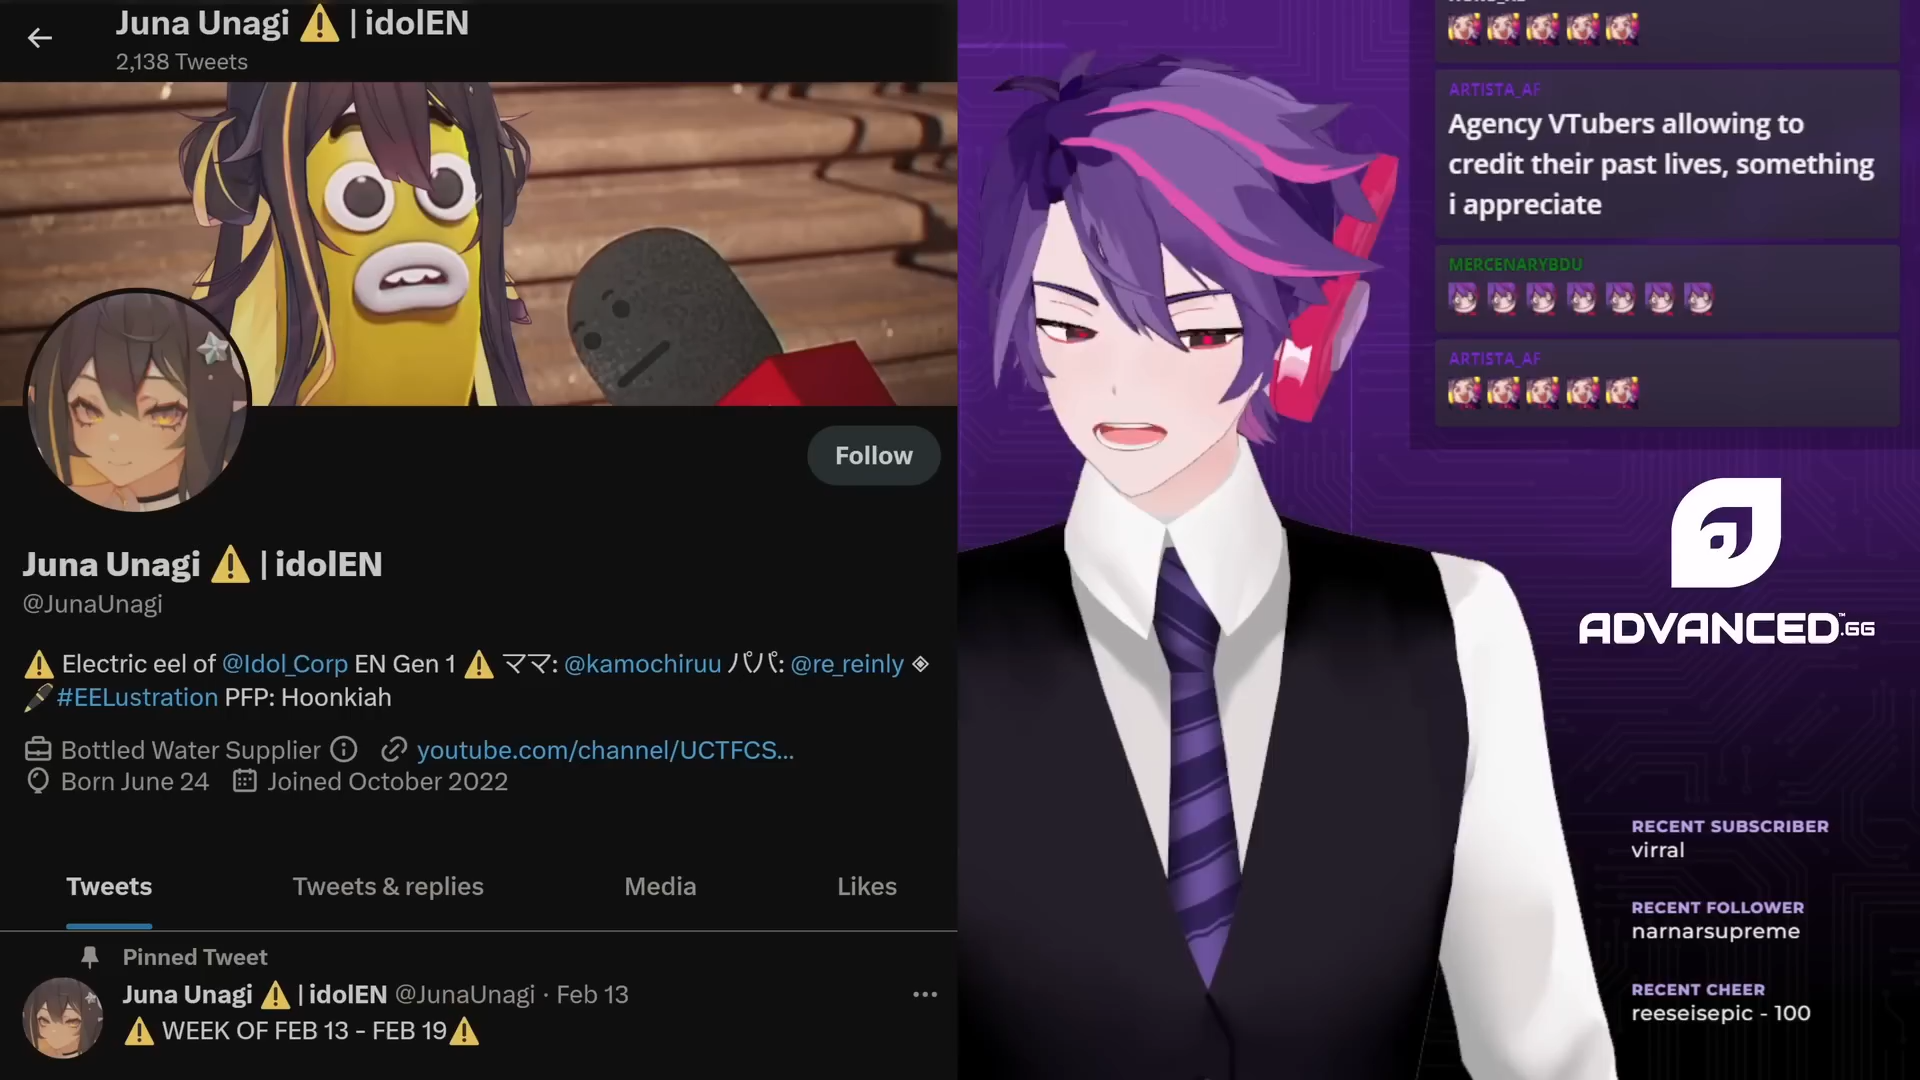 Juna Unagi ⚠️ | idolEN
2,138 Tweets
Follow
Juna Unagi ⚠️ | idolEN
@JunaUnagi
⚠️ Electric eel of @Idol_Corp EN Gen 1 ⚠️ ママ: @kamochiruu パパ: @re_reinly ◈
🖋️ #EELustration PFP: Hoonkiah
Bottled Water Supplier youtube.com/channel/UCTFCS...
Born June 24 Joined October 2022
Tweets Tweets & replies Media Likes
Pinned Tweet
Juna Unagi ⚠️ | idolEN @JunaUnagi · Feb 13
⚠️ WEEK OF FEB 13 - FEB 19⚠️
ARTISTA_AF
Agency VTubers allowing to
credit their past lives, something
i appreciate
MERCENARYBDU
ARTISTA_AF
ADVANCED.GG™
RECENT SUBSCRIBER
virral
RECENT FOLLOWER
narnarsupreme
RECENT CHEER
reeseisepic - 100